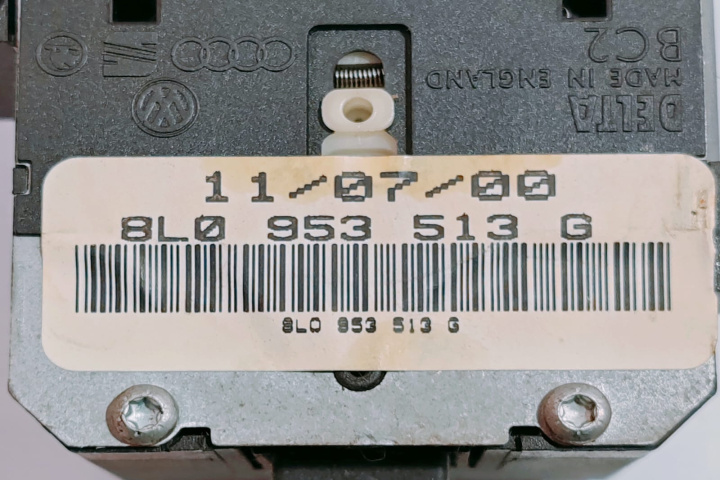 BC2
MADE IN ENGLAND
DELTA
11/07/00
8L0 953 513 G
8L0 953 513 G